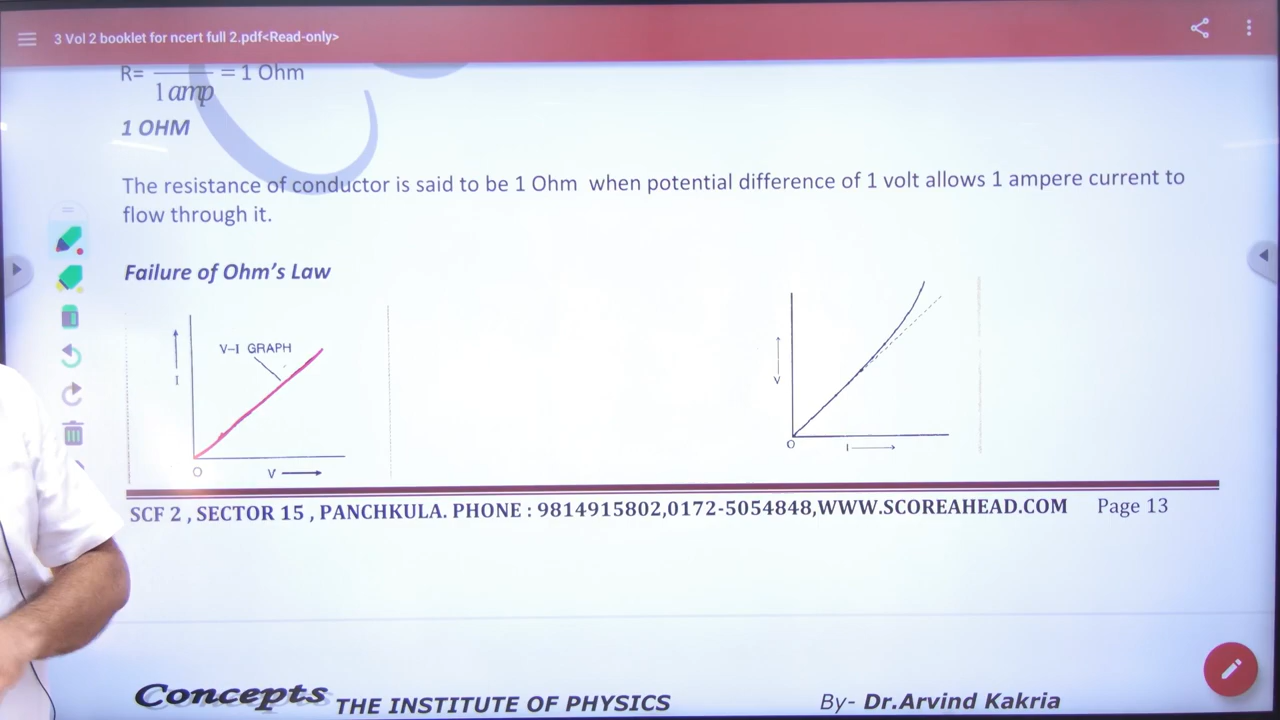 3 Vol 2 booklet for ncert full 2.pdf<Read-only>
R= ― = 1 Ohm
1 amp
1 OHM
The resistance of conductor is said to be 1 Ohm when potential difference of 1 volt allows 1 ampere current to
flow through it.
Failure of Ohm's Law
V-I GRAPH
I
O
V
V
O
I
SCF 2 , SECTOR 15 , PANCHKULA. PHONE : 9814915802,0172-5054848,WWW.SCOREAHEAD.COM Page 13
Concepts THE INSTITUTE OF PHYSICS By- Dr.Arvind Kakria